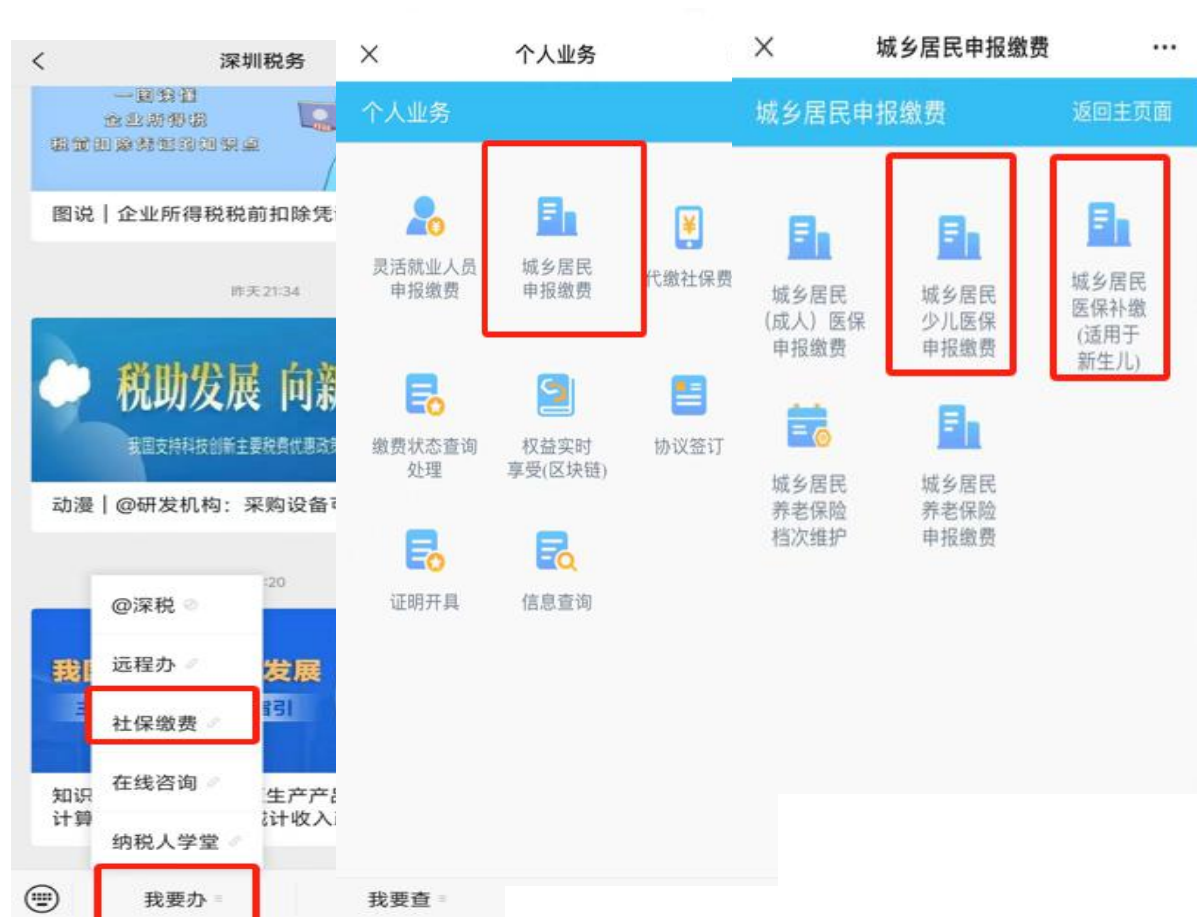 深圳税务
一图读懂
企业所得税
税前扣除凭证的知识点
图说 | 企业所得税税前扣除凭
昨天21:34
税助发展 向新
我国支持科技创新主要税费优惠政策
动漫 | @研发机构：采购设备
:20
@深税
远程办
社保缴费
在线咨询
纳税人学堂
我
发展
指引
知识
生产产品
计算
计收入
我要办
我要查
个人业务
个人业务
灵活就业人员
申报缴费
城乡居民
申报缴费
代缴社保费
缴费状态查询
处理
权益实时
享受(区块链)
协议签订
证明开具
信息查询
城乡居民申报缴费
城乡居民申报缴费
返回主页面
城乡居民
（成人）医保
申报缴费
城乡居民
少儿医保
申报缴费
城乡居民
医保补缴
(适用于
新生儿)
城乡居民
养老保险
档次维护
城乡居民
养老保险
申报缴费